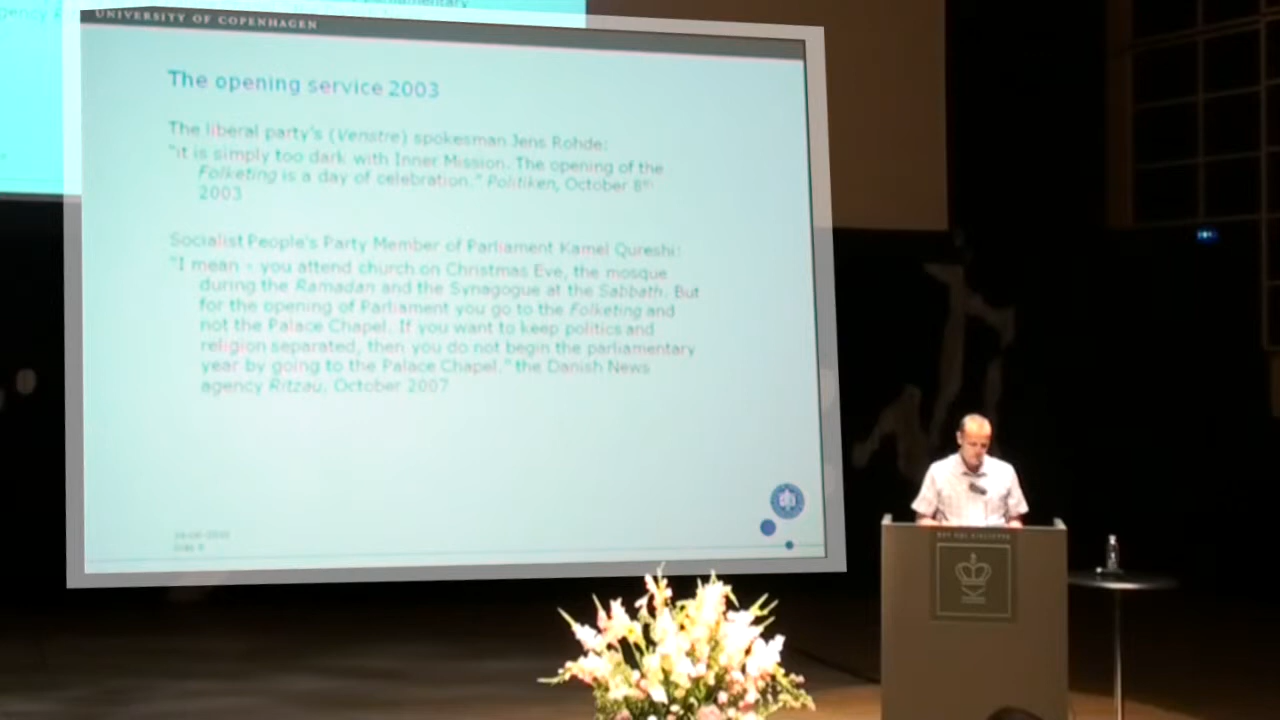 UNIVERSITY OF COPENHAGEN
The opening service 2003
The liberal party's (Venstre) spokesman Jens Rohde:
"it is simply too dark with Inner Mission. The opening of the
Folketing is a day of celebration." Politiken, October 8th
2003
Socialist People's Party Member of Parliament Kamel Qureshi:
"I mean - you attend church on Christmas Eve, the mosque
during the Ramadan and the Synagogue at the Sabbath. But
for the opening of Parliament you go to the Folketing and
not the Palace Chapel. If you want to keep politics and
religion separated, then you do not begin the parliamentary
year by going to the Palace Chapel." the Danish News
agency Ritzau, October 2007